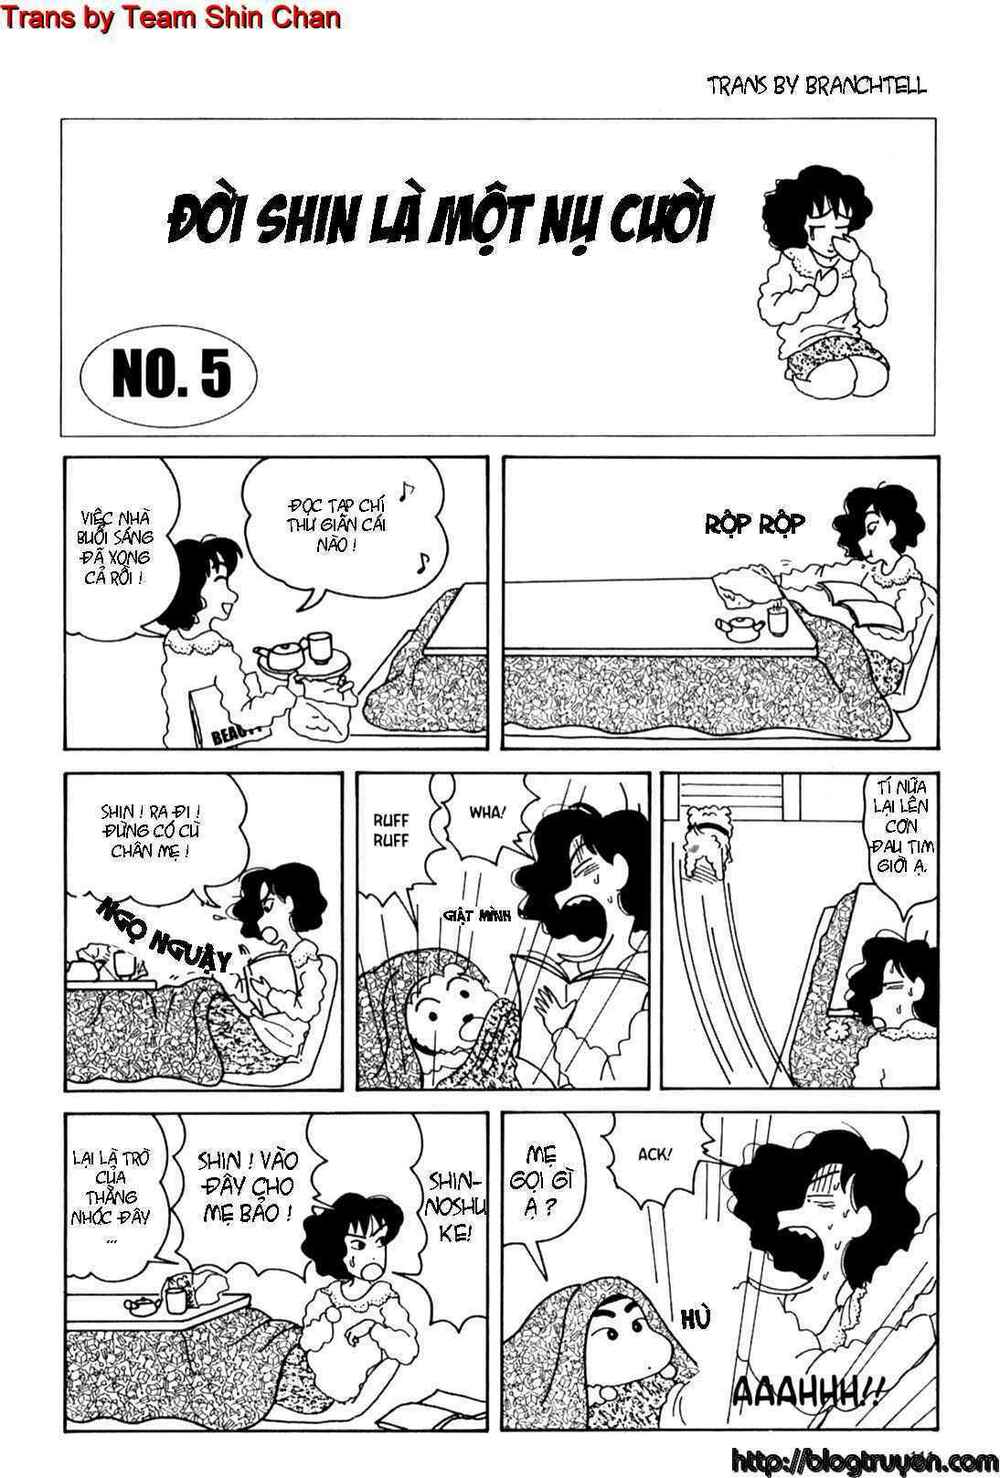 Trans by Team Shin Chan
TRANS BY BRANCHTELL
ĐỜI SHIN LÀ MỘT NỤ CƯỜI
NO. 5
VIỆC NHÀ
BUỔI SÁNG
ĐÃ XONG
CẢ RỒI !
ĐỌC TẠP CHÍ
THƯ GIÃN CÁI
NÀO !
BEAUTY
RỘP RỘP
SHIN ! RA ĐI !
ĐỪNG CÓ CÙ
CHÂN MẸ !
NGỌ NGUẬY
RUFF
RUFF
WHA!
GIẬT MÌNH
TÍ NỮA
LẠI LÊN
CƠN
ĐAU TIM
GIỜI Ạ.
LẠI LÀ TRÒ
CỦA
THẰNG
NHÓC ĐÂY
...
SHIN ! VÀO
ĐÂY CHO
MẸ BẢO !
SHIN-
NOSHU
KE!
MẸ
GỌI GÌ
Ạ ?
ACK!
HÙ
AAAHHH!!
http://blogtruyen.com